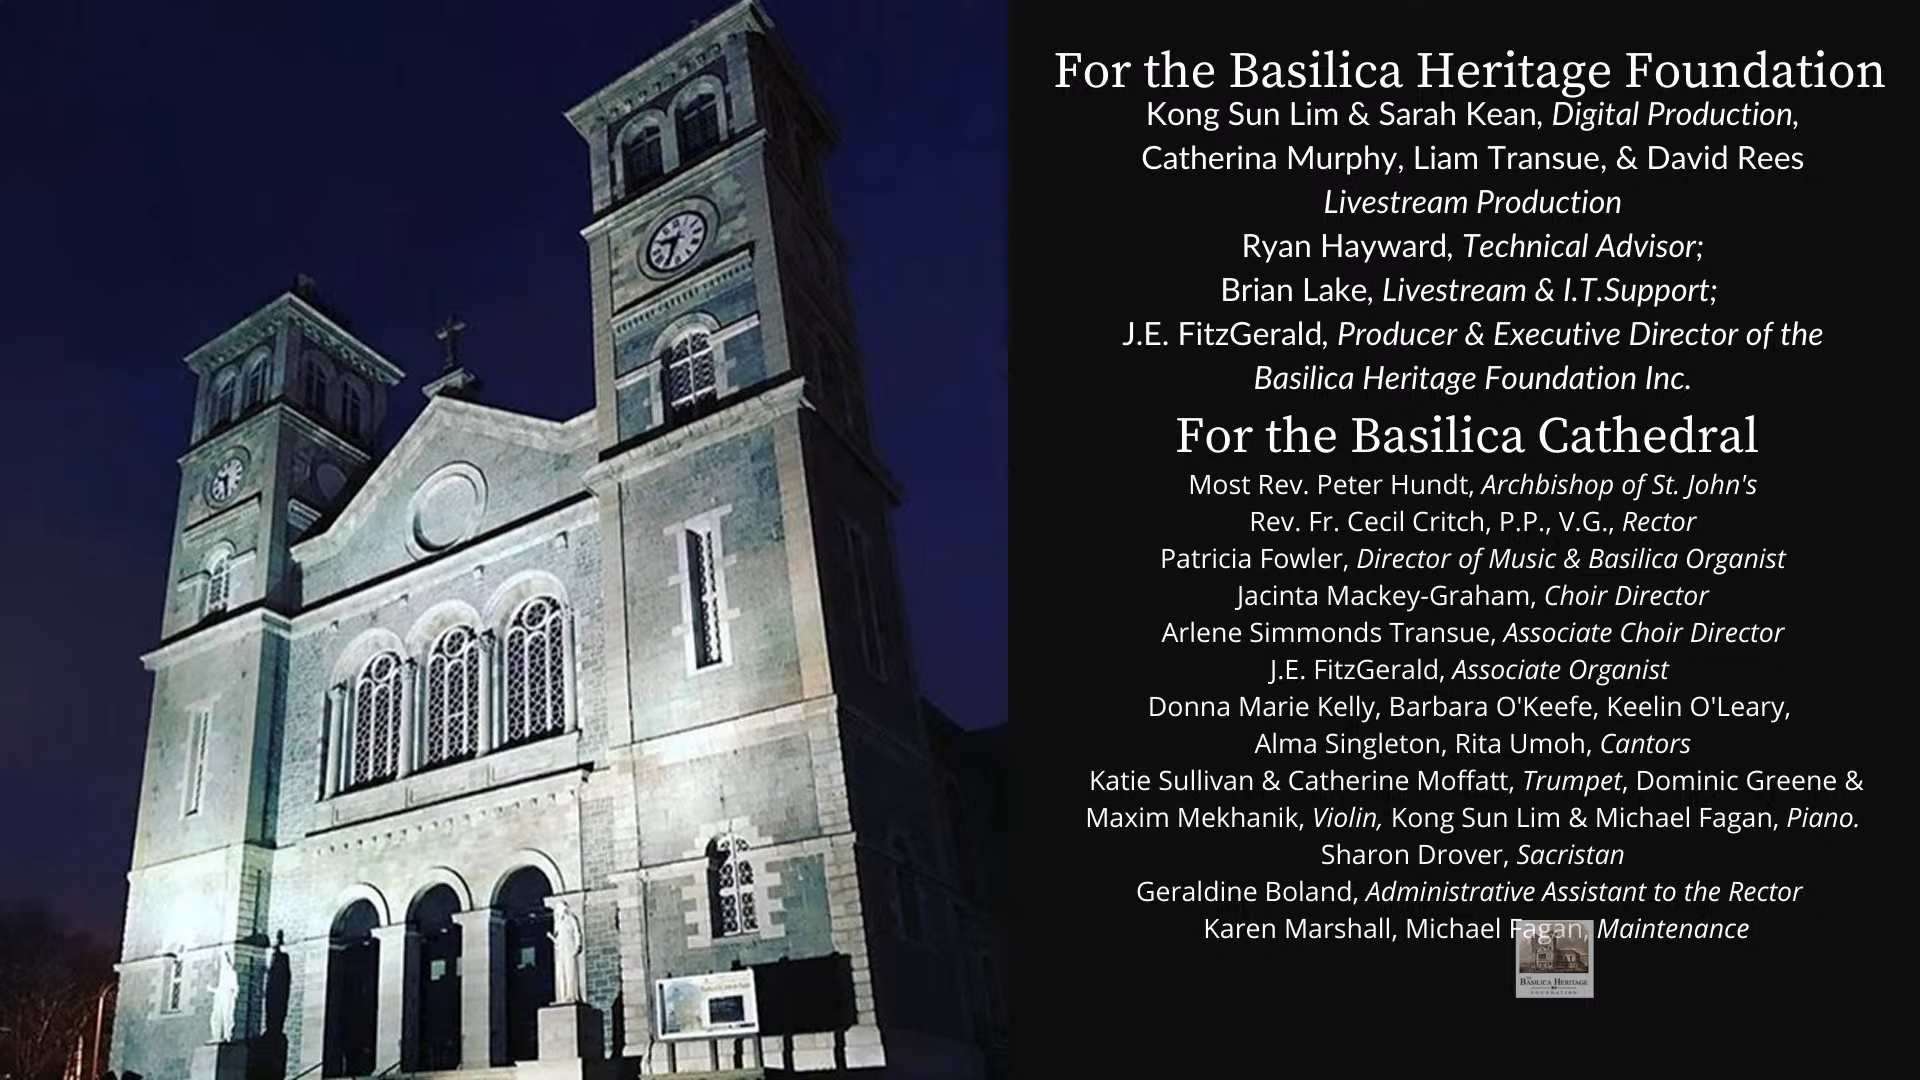 For the Basilica Heritage Foundation
Kong Sun Lim & Sarah Kean, Digital Production,
Catherina Murphy, Liam Transue, & David Rees
Livestream Production
Ryan Hayward, Technical Advisor;
Brian Lake, Livestream & I.T.Support;
J.E. FitzGerald, Producer & Executive Director of the
Basilica Heritage Foundation Inc.
For the Basilica Cathedral
Most Rev. Peter Hundt, Archbishop of St. John's
Rev. Fr. Cecil Critch, P.P., V.G., Rector
Patricia Fowler, Director of Music & Basilica Organist
Jacinta Mackey-Graham, Choir Director
Arlene Simmonds Transue, Associate Choir Director
J.E. FitzGerald, Associate Organist
Donna Marie Kelly, Barbara O'Keefe, Keelin O'Leary,
Alma Singleton, Rita Umoh, Cantors
Katie Sullivan & Catherine Moffatt, Trumpet, Dominic Greene &
Maxim Mekhanik, Violin, Kong Sun Lim & Michael Fagan, Piano.
Sharon Drover, Sacristan
Geraldine Boland, Administrative Assistant to the Rector
Karen Marshall, Michael Fagan, Maintenance
BASILICA HERITAGE
FOUNDATION